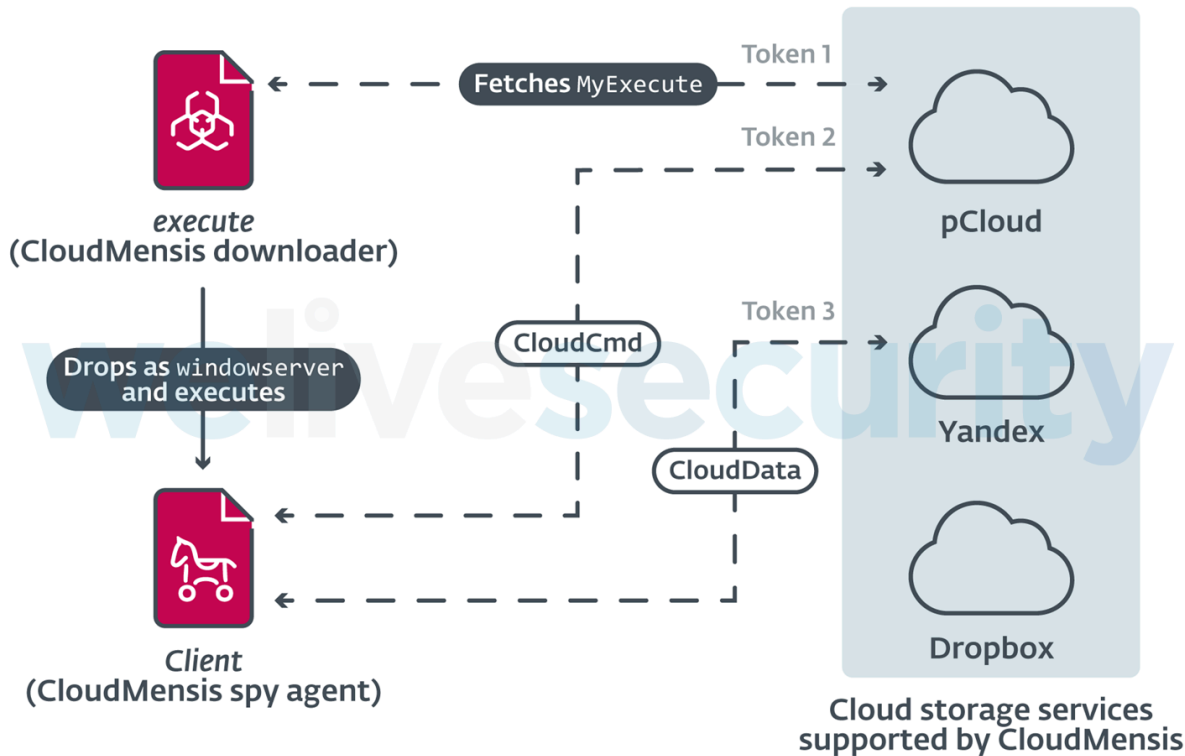 Token 1
Fetches MyExecute
Token 2
execute
(CloudMensis downloader)
pCloud
Token 3
CloudCmd
Drops as windowserver
and executes
welivesecurity
Yandex
CloudData
Client
(CloudMensis spy agent)
Dropbox
Cloud storage services
supported by CloudMensis